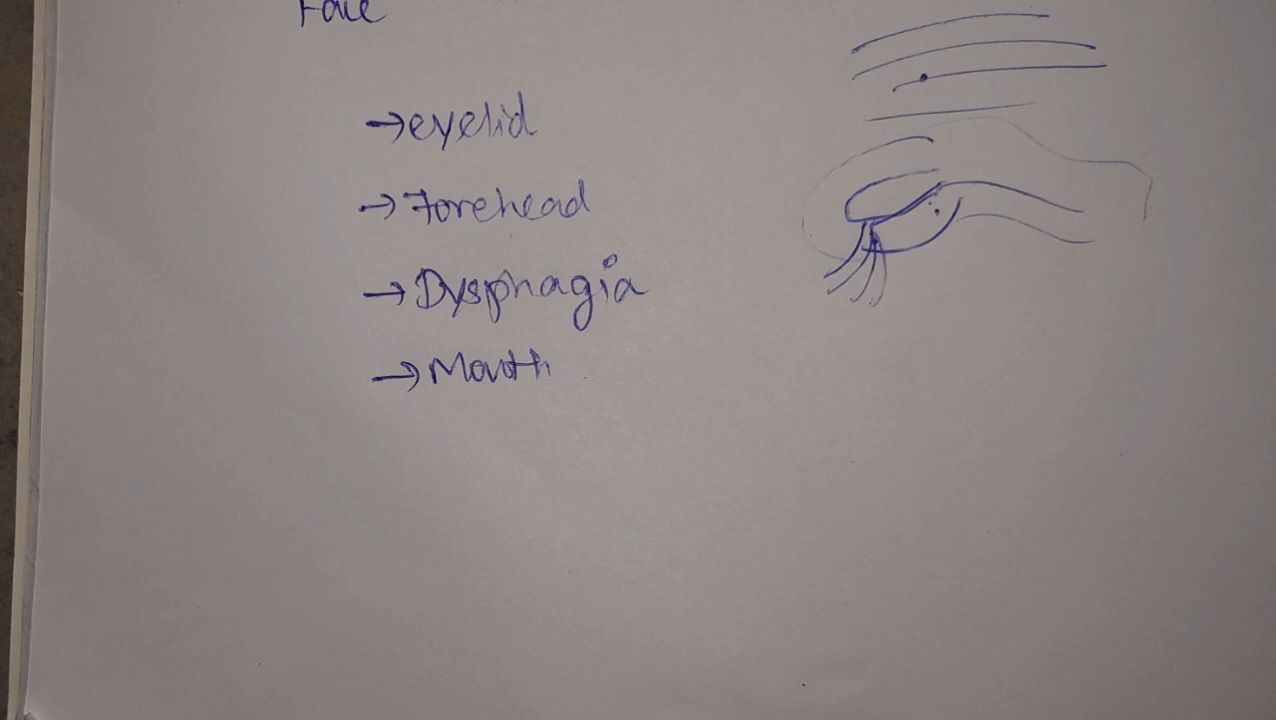 Face
→eyelid
→Forehead
→Dysphagia
→Mouth